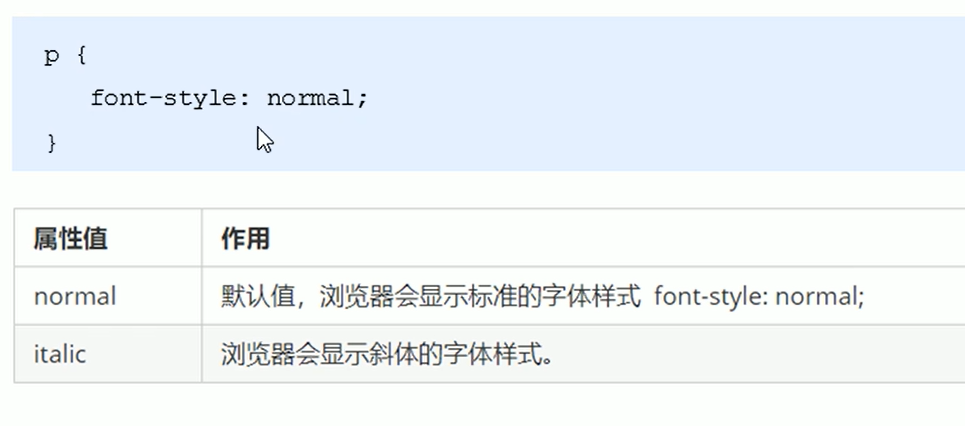 p {
font-style: normal;
}
属性值 作用
normal 默认值，浏览器会显示标准的字体样式 font-style: normal;
italic 浏览器会显示斜体的字体样式。